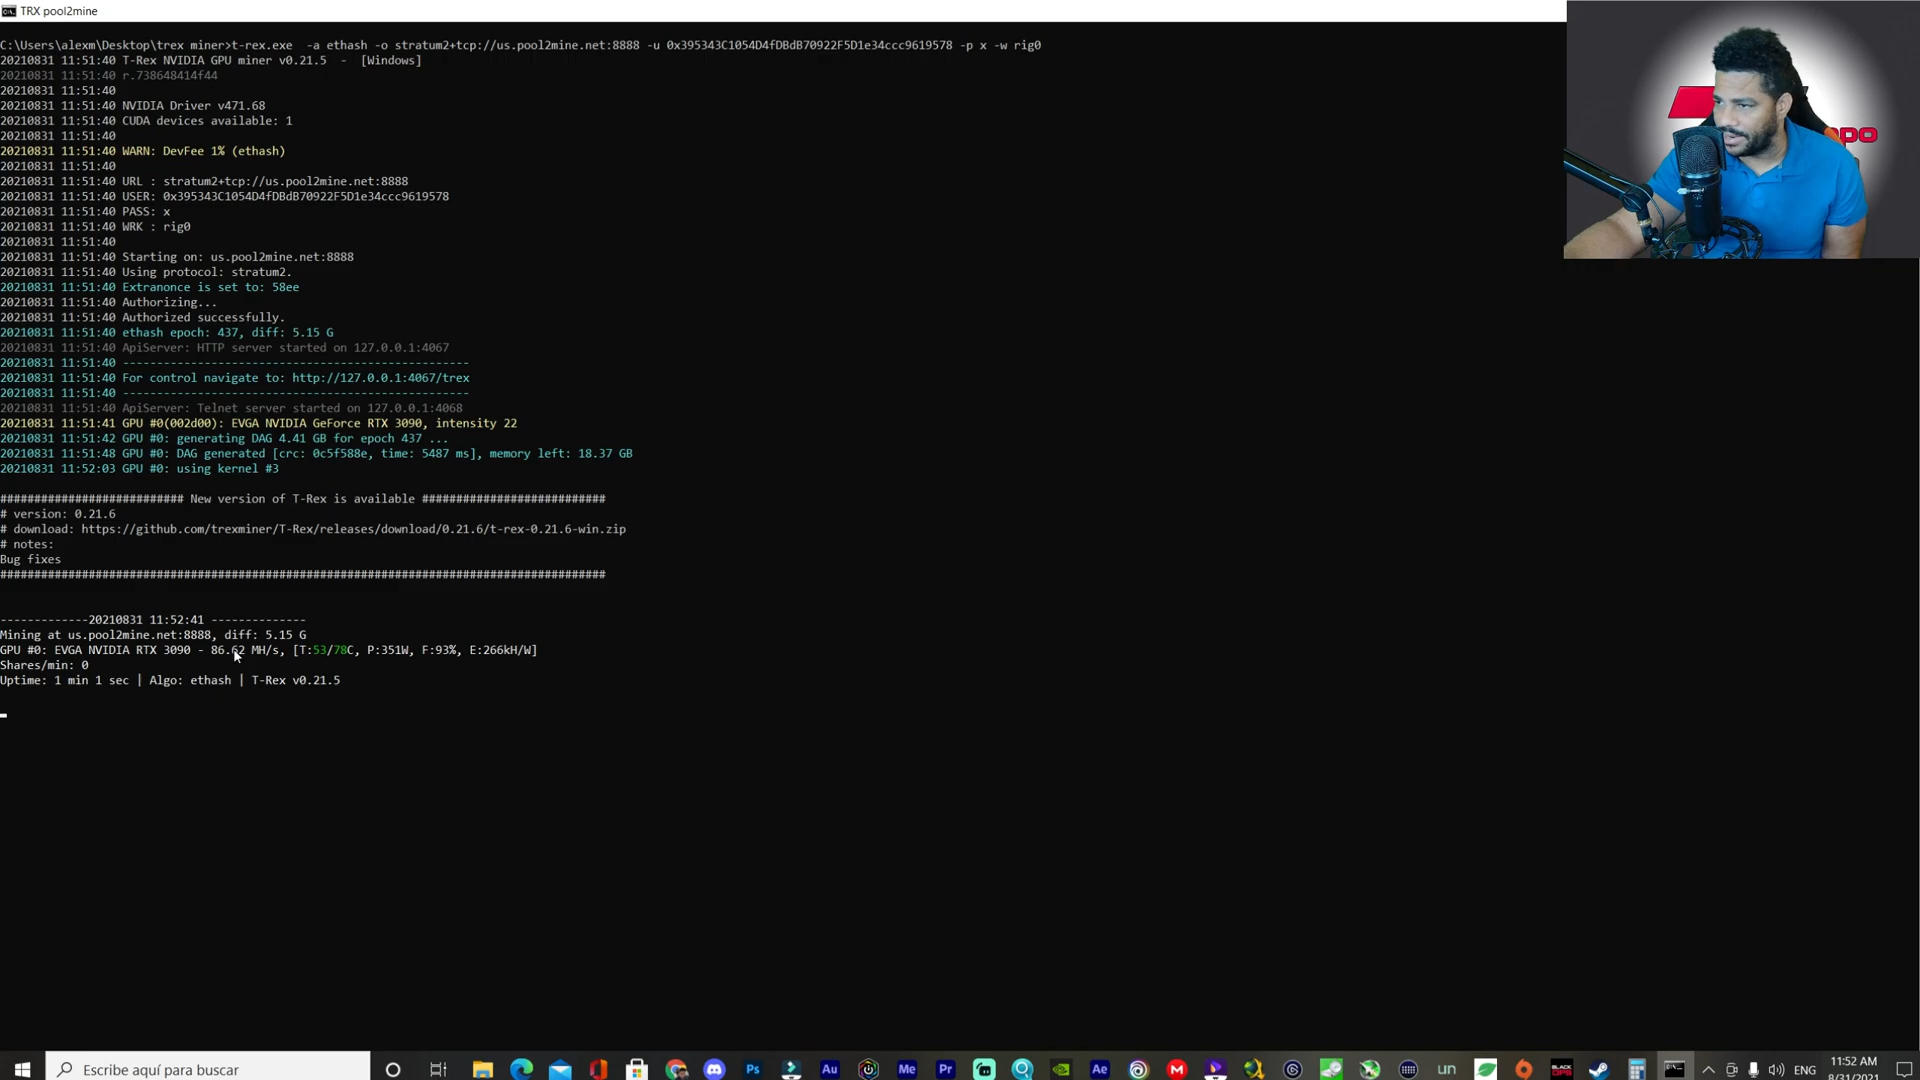 TRX pool2mine
C:\Users\alexm\Desktop\trex miner>t-rex.exe  -a ethash -o stratum2+tcp://us.pool2mine.net:8888 -u 0x395343C1054D4fDBdB70922F5D1e34ccc9619578 -p x -w rig0
20210831 11:51:40 T-Rex NVIDIA GPU miner v0.21.5  -  [Windows]
20210831 11:51:40 r.738648414f44
20210831 11:51:40
20210831 11:51:40 NVIDIA Driver v471.68
20210831 11:51:40 CUDA devices available: 1
20210831 11:51:40
20210831 11:51:40 WARN: DevFee 1% (ethash)
20210831 11:51:40
20210831 11:51:40 URL : stratum2+tcp://us.pool2mine.net:8888
20210831 11:51:40 USER: 0x395343C1054D4fDBdB70922F5D1e34ccc9619578
20210831 11:51:40 PASS: x
20210831 11:51:40 WRK : rig0
20210831 11:51:40
20210831 11:51:40 Starting on: us.pool2mine.net:8888
20210831 11:51:40 Using protocol: stratum2.
20210831 11:51:40 Extranonce is set to: 58ee
20210831 11:51:40 Authorizing...
20210831 11:51:40 Authorized successfully.
20210831 11:51:40 ethash epoch: 437, diff: 5.15 G
20210831 11:51:40 ApiServer: HTTP server started on 127.0.0.1:4067
20210831 11:51:40 ---------------------------------------------------
20210831 11:51:40 For control navigate to: http://127.0.0.1:4067/trex
20210831 11:51:40 ---------------------------------------------------
20210831 11:51:40 ApiServer: Telnet server started on 127.0.0.1:4068
20210831 11:51:41 GPU #0(002d00): EVGA NVIDIA GeForce RTX 3090, intensity 22
20210831 11:51:42 GPU #0: generating DAG 4.41 GB for epoch 437 ...
20210831 11:51:48 GPU #0: DAG generated [crc: 0c5f588e, time: 5487 ms], memory left: 18.37 GB
20210831 11:52:03 GPU #0: using kernel #3
########################### New version of T-Rex is available ###########################
# version: 0.21.6
# download: https://github.com/trexminer/T-Rex/releases/download/0.21.6/t-rex-0.21.6-win.zip
# notes:
Bug fixes
#########################################################################################
-------------20210831 11:52:41 --------------
Mining at us.pool2mine.net:8888, diff: 5.15 G
GPU #0: EVGA NVIDIA RTX 3090 - 86.62 MH/s, [T:53/78C, P:351W, F:93%, E:266kH/W]
Shares/min: 0
Uptime: 1 min 1 sec | Algo: ethash | T-Rex v0.21.5
Escribe aquí para buscar
Ps
Au
Me
Pr
Ae
un
BLACK OPS
ENG
11:52 AM
8/31/2021